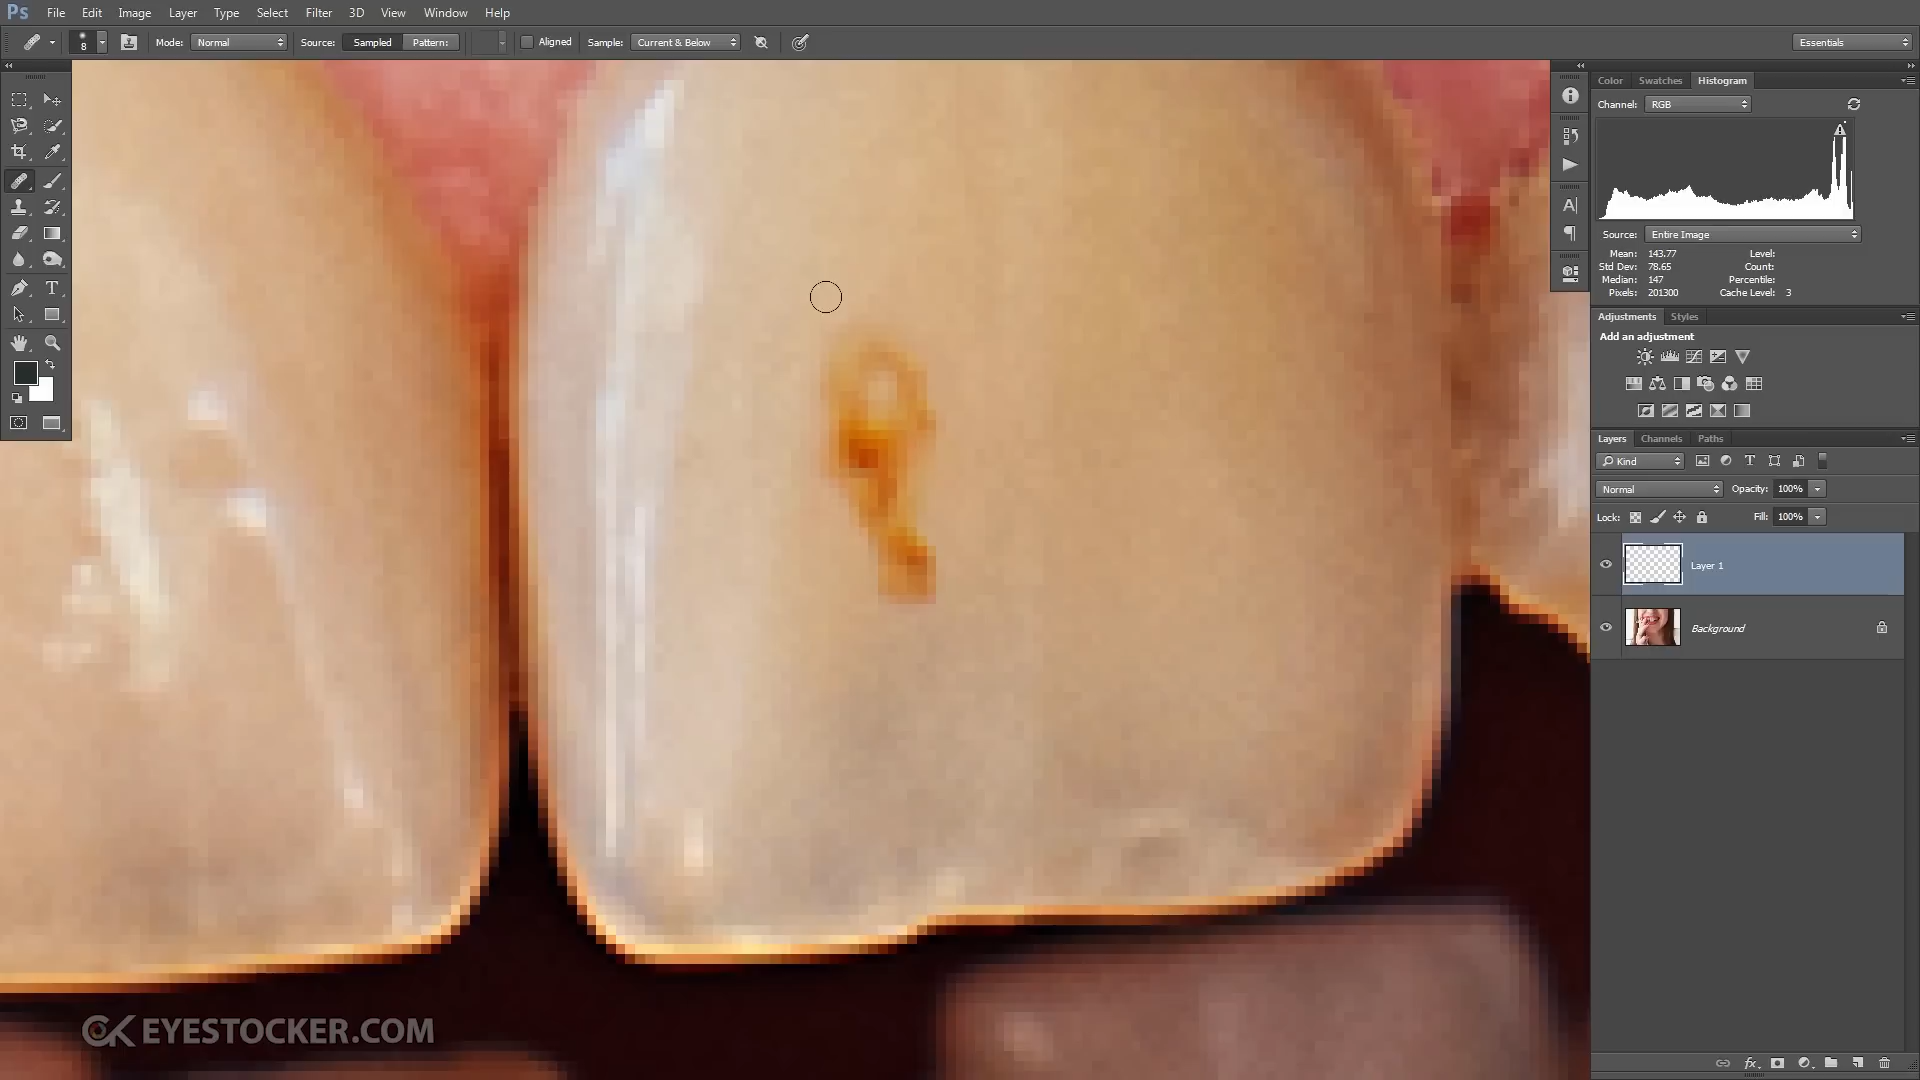 Ps File Edit Image Layer Type Select Filter 3D View Window Help
8 Mode: Normal Source: Sampled Pattern: Aligned Sample: Current & Below Essentials
Color Swatches Histogram
Channel: RGB
Source: Entire Image
Mean: 143.77 Level:
Std Dev: 78.65 Count:
Median: 147 Percentile:
Pixels: 201300 Cache Level: 3
Adjustments Styles
Add an adjustment
Layers Channels Paths
Kind
Normal Opacity: 100%
Lock: Fill: 100%
Layer 1
Background
EYESTOCKER.COM